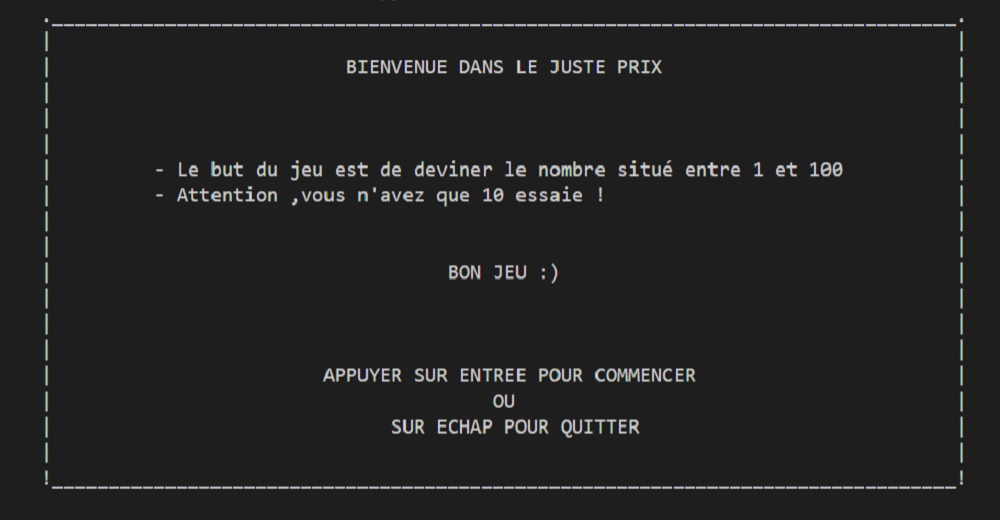 BIENVENUE DANS LE JUSTE PRIX
- Le but du jeu est de deviner le nombre situé entre 1 et 100
- Attention ,vous n'avez que 10 essaie !
BON JEU :)
APPUYER SUR ENTREE POUR COMMENCER
OU
SUR ECHAP POUR QUITTER